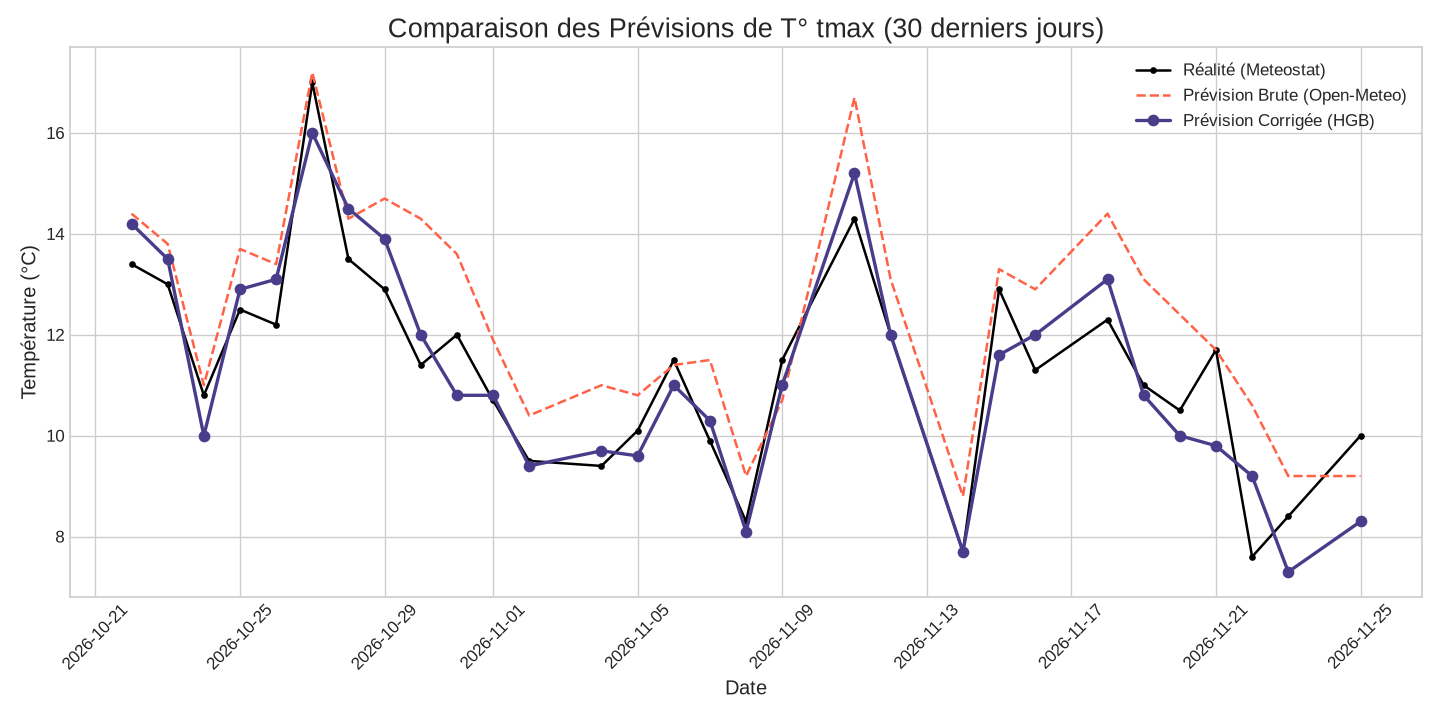 Comparaison des Prévisions de T° tmax (30 derniers jours)
Réalité (Meteostat)
Prévision Brute (Open-Meteo)
Prévision Corrigée (HGB)
Température (°C)
16
14
12
10
8
2026-10-21
2026-10-25
2026-10-29
2026-11-01
2026-11-05
2026-11-09
2026-11-13
2026-11-17
2026-11-21
2026-11-25
Date